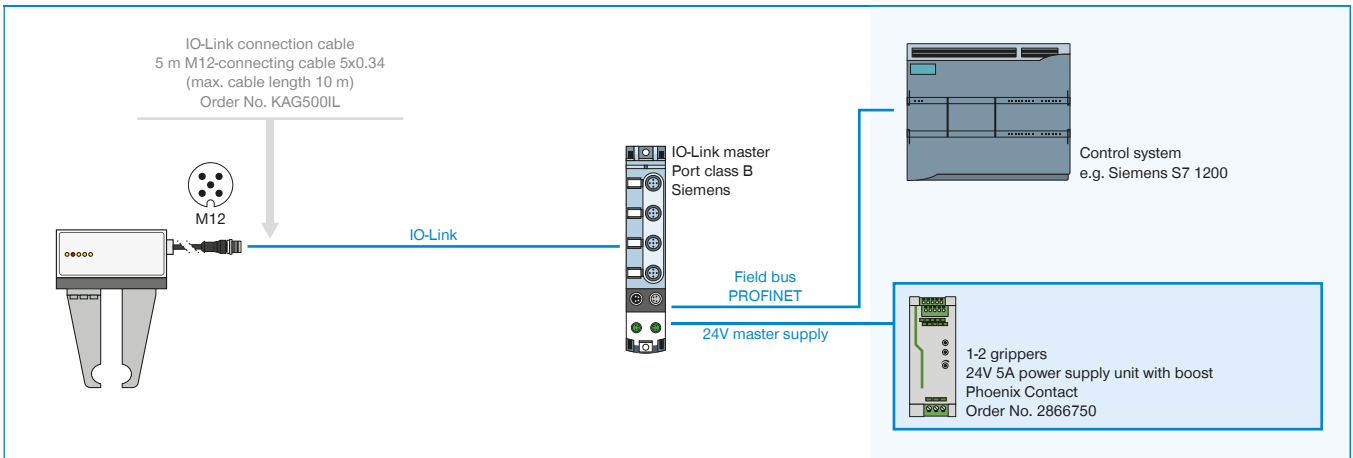 IO-Link connection cable
5 m M12-connecting cable 5x0.34
(max. cable length 10 m)
Order No. KAG500IL
M12
IO-Link
IO-Link master
Port class B
Siemens
Field bus
PROFINET
24V master supply
Control system
e.g. Siemens S7 1200
1-2 grippers
24V 5A power supply unit with boost
Phoenix Contact
Order No. 2866750